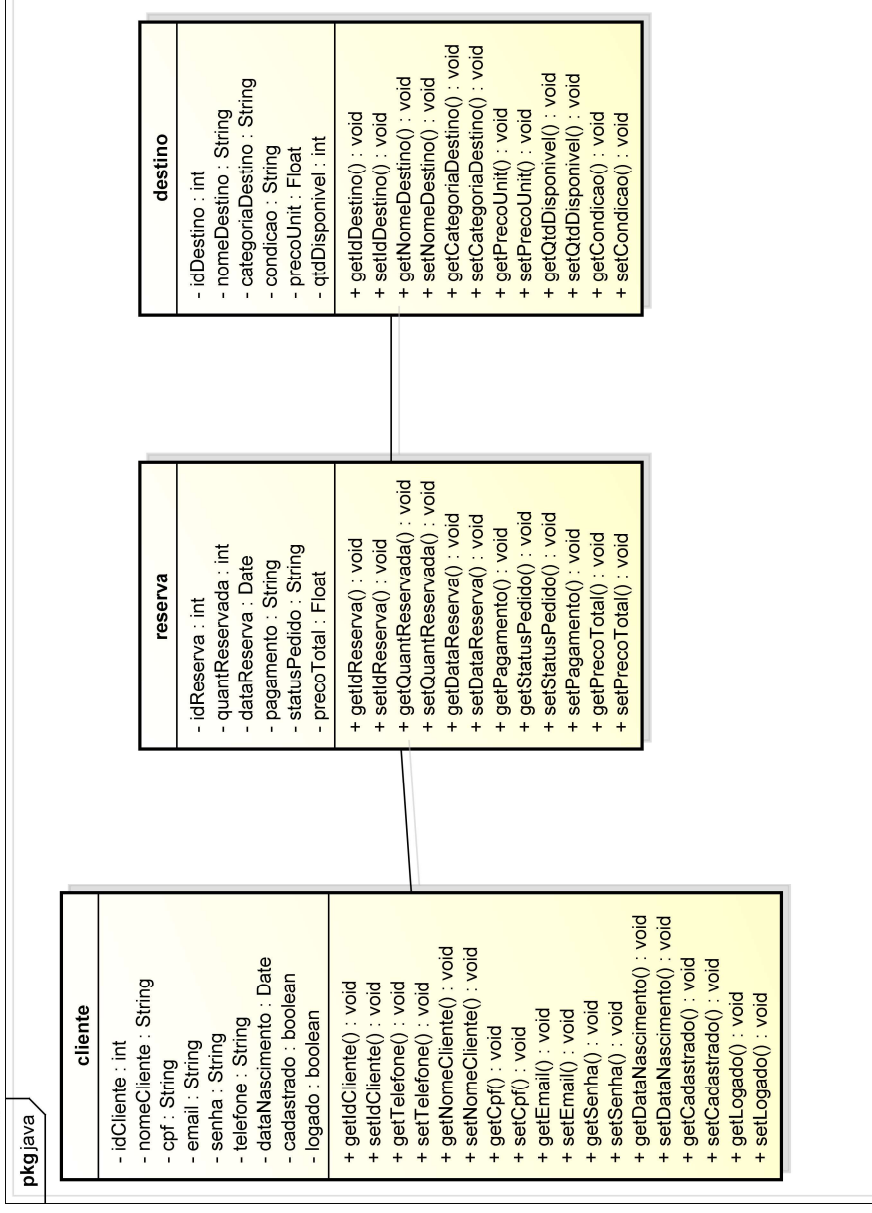 pkg java
cliente
- idCliente : int
- nomeCliente : String
- cpf : String
- email : String
- senha : String
- telefone : String
- dataNascimento : Date
- cadastrado : boolean
- logado : boolean
+ getIdCliente() : void
+ setIdCliente() : void
+ getTelefone() : void
+ setTelefone() : void
+ getNomeCliente() : void
+ setNomeCliente() : void
+ getCpf() : void
+ setCpf() : void
+ getEmail() : void
+ setEmail() : void
+ getSenha() : void
+ setSenha() : void
+ getDataNascimento() : void
+ setDataNascimento() : void
+ getCadastrado() : void
+ setCadastrado() : void
+ getLogado() : void
+ setLogado() : void
reserva
- idReserva : int
- quantReservada : int
- dataReserva : Date
- pagamento : String
- statusPedido : String
- precoTotal : Float
+ getIdReserva() : void
+ setIdReserva() : void
+ getQuantReservada() : void
+ setQuantReservada() : void
+ getDataReserva() : void
+ setDataReserva() : void
+ getPagamento() : void
+ getStatusPedido() : void
+ setStatusPedido() : void
+ setPagamento() : void
+ getPrecoTotal() : void
+ setPrecoTotal() : void
destino
- idDestino : int
- nomeDestino : String
- categoriaDestino : String
- condicao : String
- precoUnit : Float
- qtdDisponivel : int
+ getIdDestino() : void
+ setIdDestino() : void
+ getNomeDestino() : void
+ setNomeDestino() : void
+ getCategoriaDestino() : void
+ setCategoriaDestino() : void
+ getPrecoUnit() : void
+ setPrecoUnit() : void
+ getQtdDisponivel() : void
+ setQtdDisponivel() : void
+ getCondicao() : void
+ setCondicao() : void